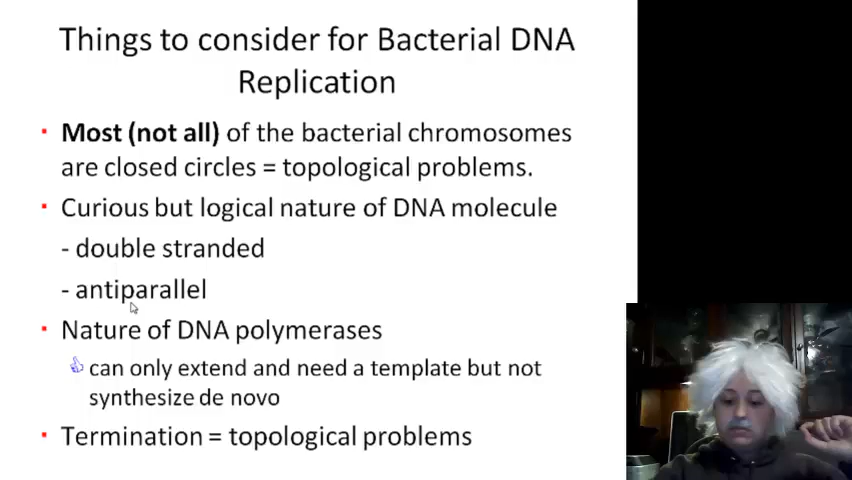 Things to consider for Bacterial DNA
Replication
Most (not all) of the bacterial chromosomes
are closed circles = topological problems.
Curious but logical nature of DNA molecule
- double stranded
- antiparallel
Nature of DNA polymerases
can only extend and need a template but not
synthesize de novo
Termination = topological problems